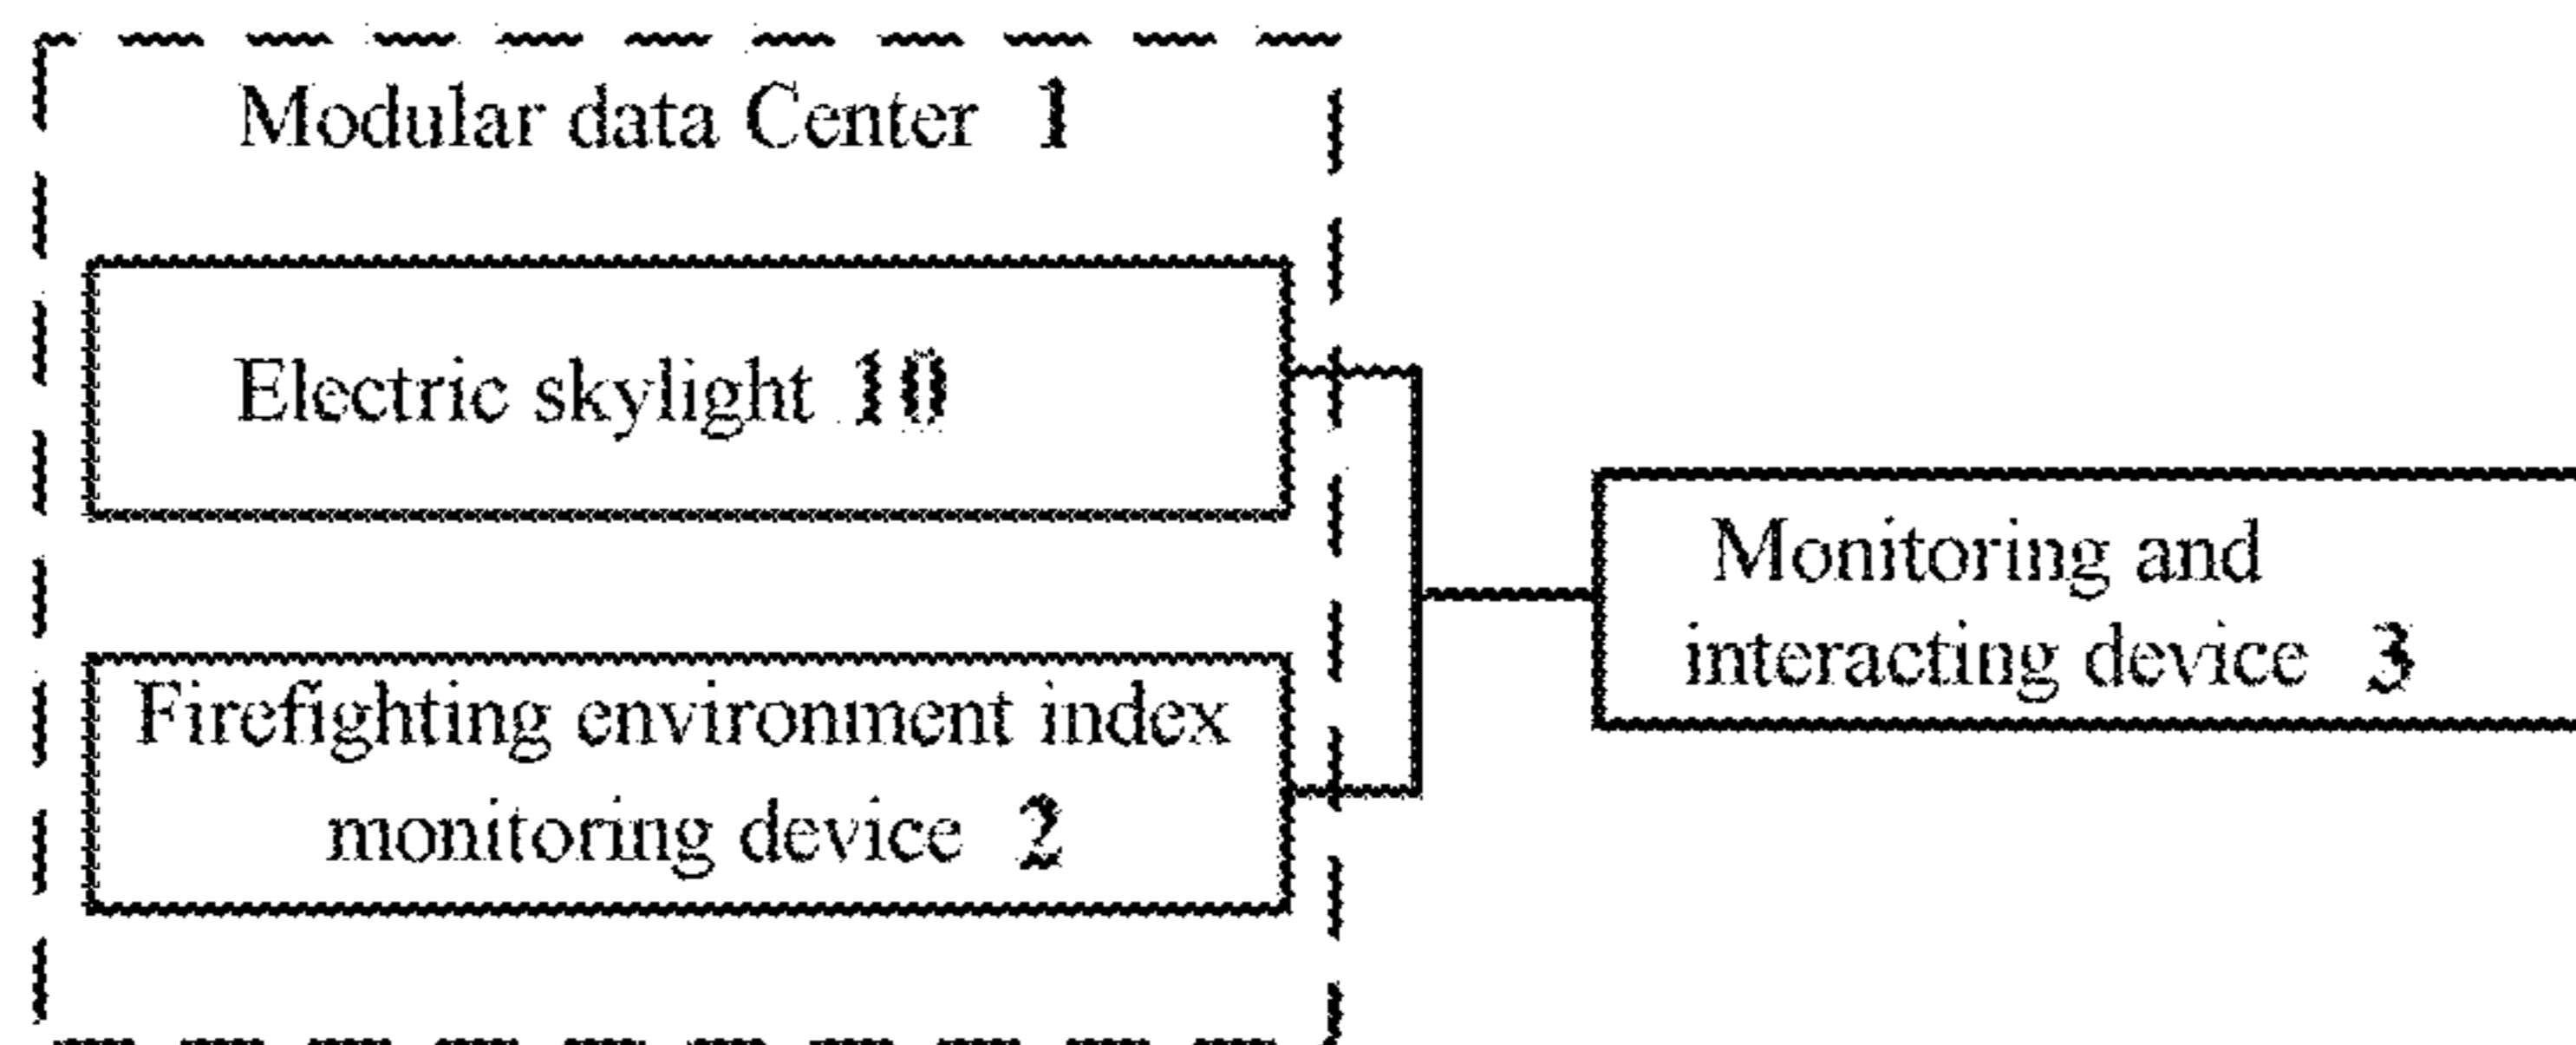 Modular data Center 1
Electric skylight 10
Firefighting environment index
monitoring device 2
Monitoring and
interacting device 3